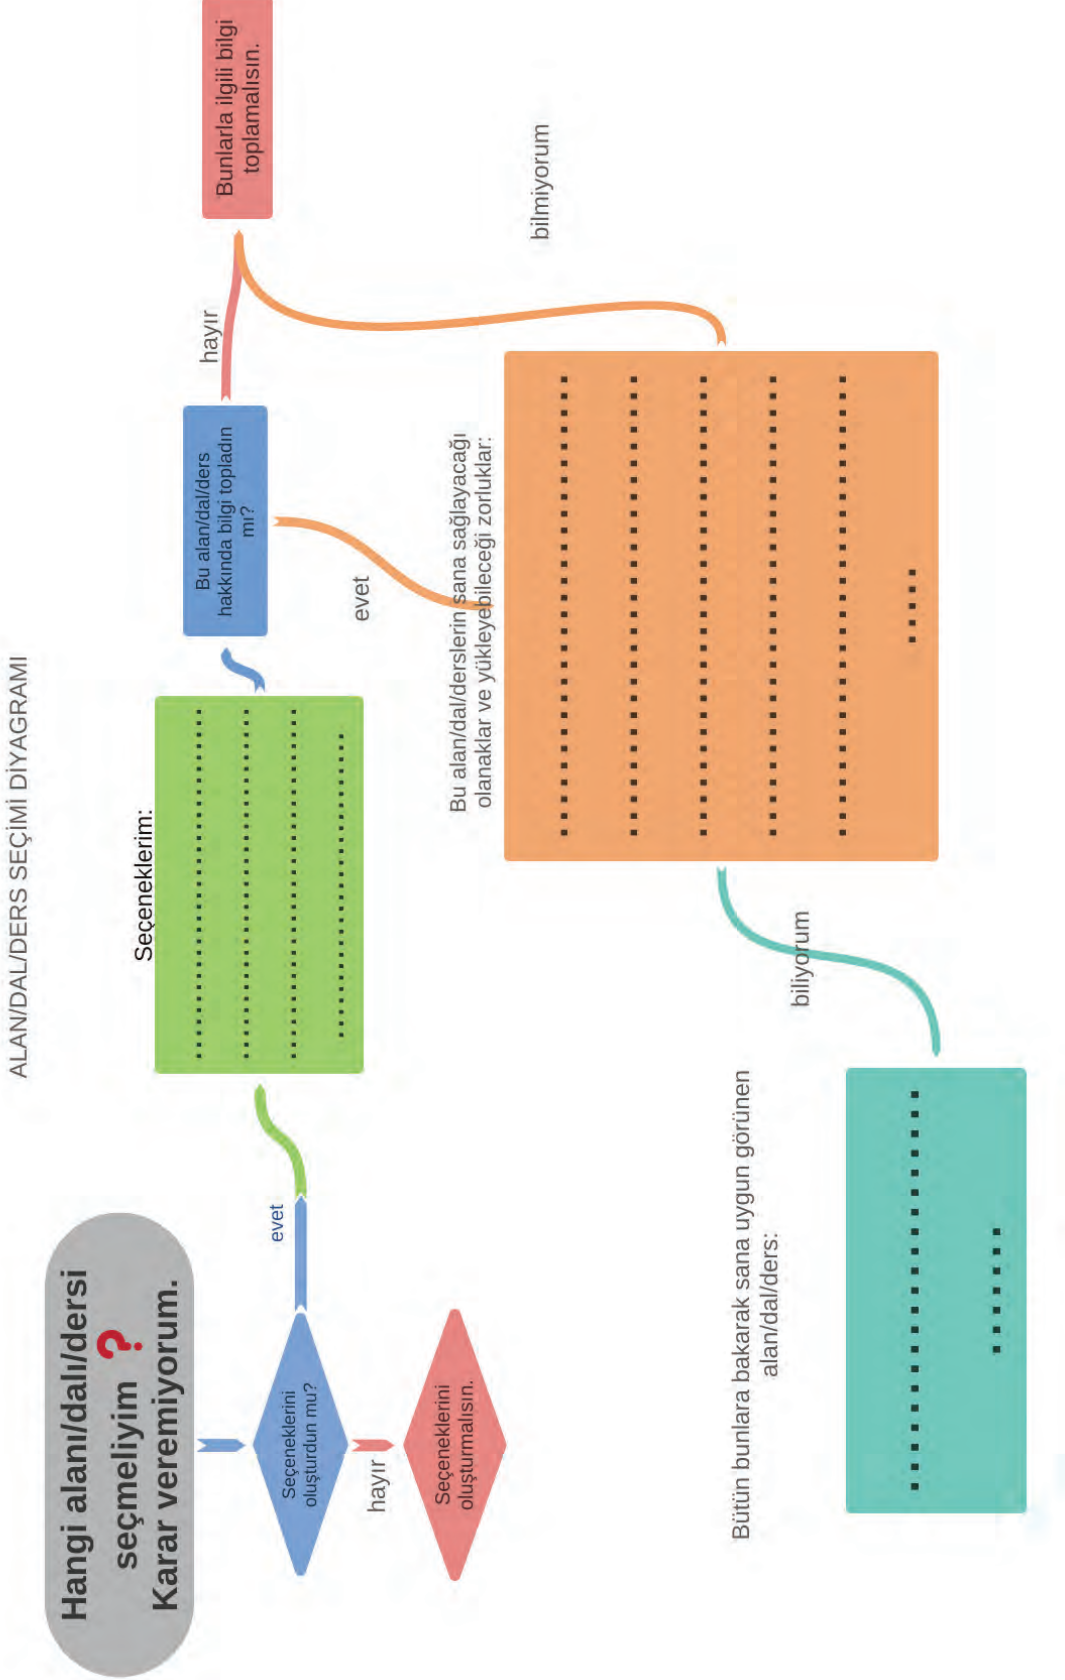 ALAN/DAL/DERS SEÇİMİ DİYAGRAMI
Hangi alanı/dalı/dersi
seçmeliyim ?
Karar veremiyorum.
Seçeneklerini
oluşturdun mu?
hayır
Seçeneklerini
oluşturmalısın.
evet
Seçeneklerim:
Bu alan/dal/ders
hakkında bilgi topladın
mı?
hayır
Bunlarla ilgili bilgi
toplamalısın.
evet
Bu alan/dal/derslerin sana sağlayacağı
olanaklar ve yükleyebileceği zorluklar:
bilmiyorum
biliyorum
Bütün bunlara bakarak sana uygun görünen
alan/dal/ders: